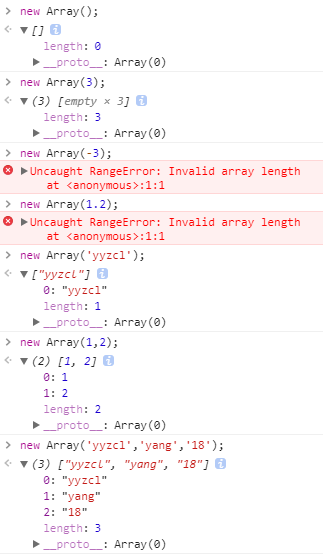 > new Array();
<· ▼[] i
length: 0
▶__proto__: Array(0)
> new Array(3);
<· ▼(3) [empty × 3] i
length: 3
▶__proto__: Array(0)
> new Array(-3);
▶Uncaught RangeError: Invalid array length
at <anonymous>:1:1
> new Array(1.2);
▶Uncaught RangeError: Invalid array length
at <anonymous>:1:1
> new Array('yyzcl');
<· ▼["yyzcl"] i
0: "yyzcl"
length: 1
▶__proto__: Array(0)
> new Array(1,2);
<· ▼(2) [1, 2] i
0: 1
1: 2
length: 2
▶__proto__: Array(0)
> new Array('yyzcl','yang','18');
<· ▼(3) ["yyzcl", "yang", "18"] i
0: "yyzcl"
1: "yang"
2: "18"
length: 3
▶__proto__: Array(0)